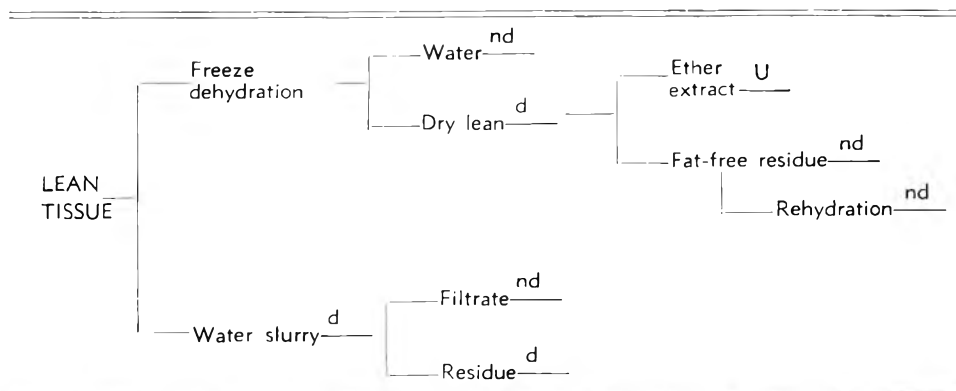 Water nd
Freeze
dehydration
Ether
extract U
Dry lean d
Fat-free residue nd
LEAN
TISSUE
Rehydration nd
Filtrate nd
Water slurry d
Residue d